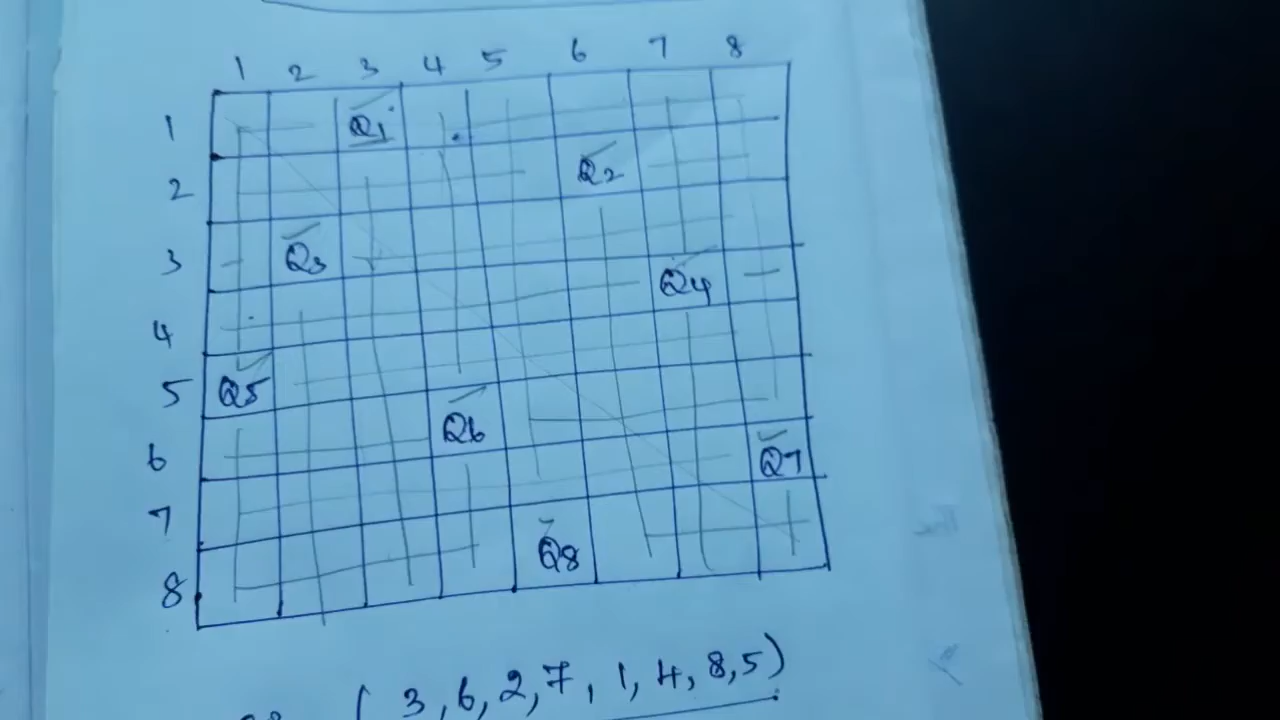 1 2 3 4 5 6 7 8
1 Q1
2 Q2
3 Q3
4 Q4
5 Q5
6 Q6
7 Q7
8 Q8
( 3, 6, 2, 7, 1, 4, 8, 5)